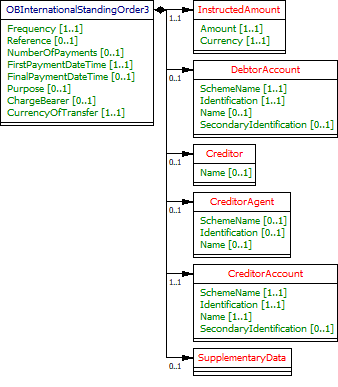 OBInternationalStandingOrder3
Frequency [1..1]
Reference [0..1]
NumberOfPayments [0..1]
FirstPaymentDateTime [1..1]
FinalPaymentDateTime [0..1]
Purpose [0..1]
ChargeBearer [0..1]
CurrencyOfTransfer [1..1]
1..1
InstructedAmount
Amount [1..1]
Currency [1..1]
0..1
DebtorAccount
SchemeName [1..1]
Identification [1..1]
Name [0..1]
SecondaryIdentification [0..1]
0..1
Creditor
Name [0..1]
0..1
CreditorAgent
SchemeName [0..1]
Identification [0..1]
Name [0..1]
1..1
CreditorAccount
SchemeName [1..1]
Identification [1..1]
Name [1..1]
SecondaryIdentification [0..1]
0..1
SupplementaryData